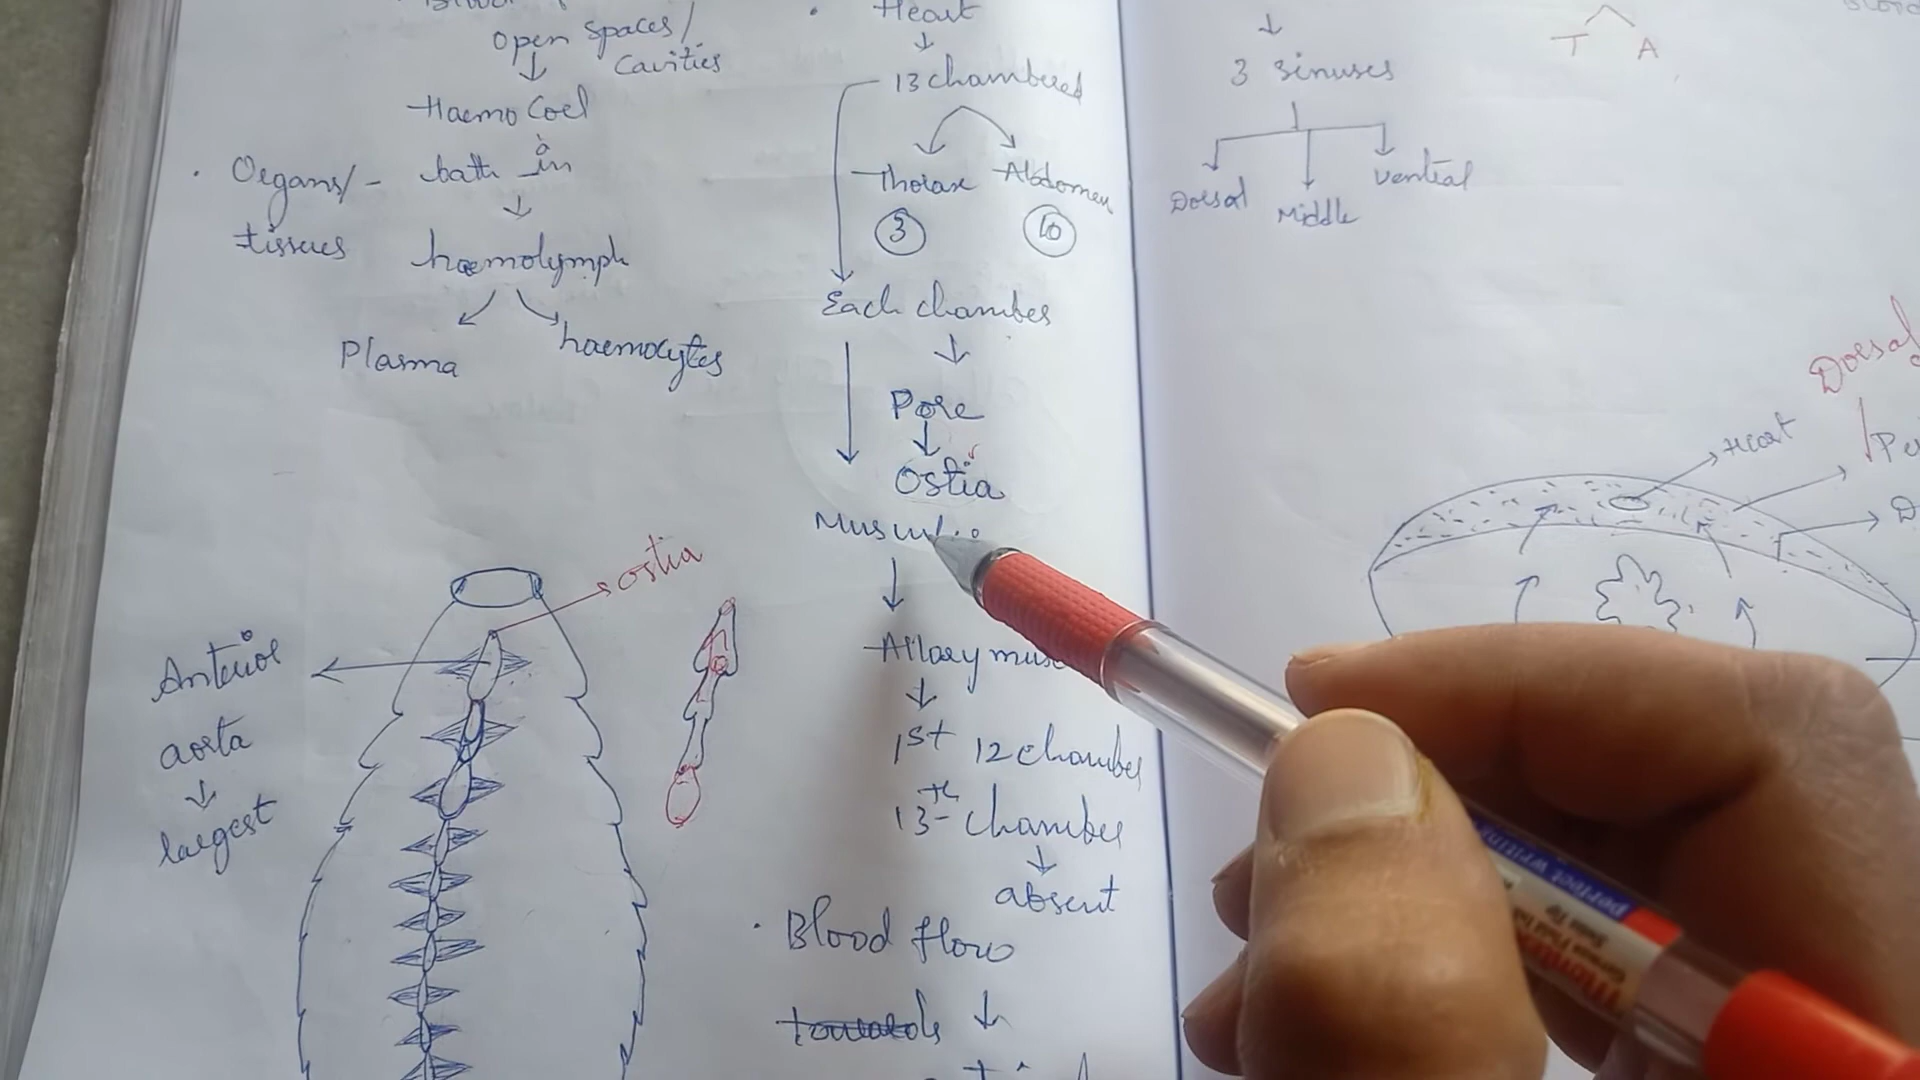 open spaces/
cavities
Haemo Coel
Organs/ - bath in
tissues
haemolymph
Plasma
haemocytes
ostia
Anterior
aorta
largest
Heart
13 chambered
Thorax Abdomen
3 10
Each chamber
Pore
Ostia
Alary
1st 12 chamber
13th chamber
absent
Blood flow
T A
3 sinuses
Dorsal Middle ventral
Dorsal
Heart